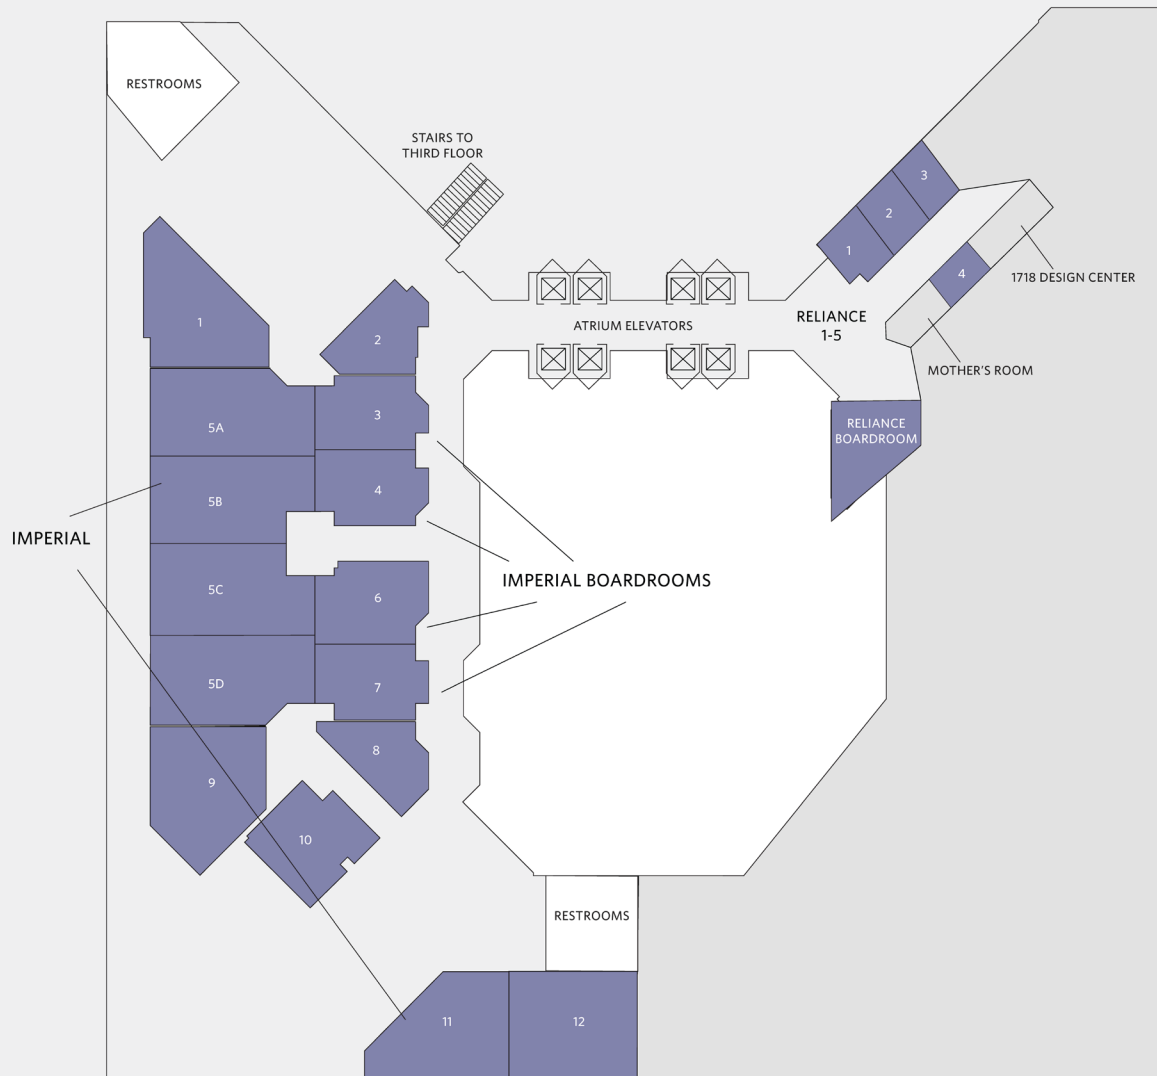 RESTROOMS
STAIRS TO
THIRD FLOOR
3
2
1
4
1718 DESIGN CENTER
RELIANCE
1-5
ATRIUM ELEVATORS
MOTHER'S ROOM
RELIANCE
BOARDROOM
1
2
3
5A
4
5B
IMPERIAL
IMPERIAL BOARDROOMS
5C
6
5D
7
8
9
10
RESTROOMS
11
12